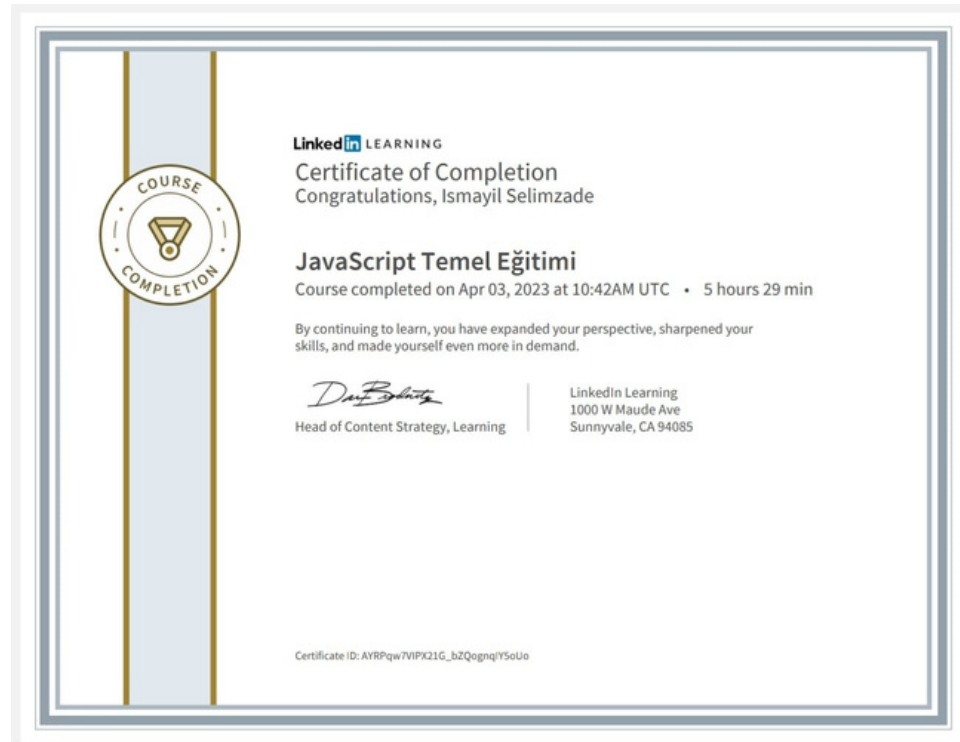 COURSE
COMPLETION
Linked in LEARNING
Certificate of Completion
Congratulations, Ismayil Selimzade
JavaScript Temel Eğitimi
Course completed on Apr 03, 2023 at 10:42AM UTC • 5 hours 29 min
By continuing to learn, you have expanded your perspective, sharpened your
skills, and made yourself even more in demand.
Head of Content Strategy, Learning
LinkedIn Learning
1000 W Maude Ave
Sunnyvale, CA 94085
Certificate ID: